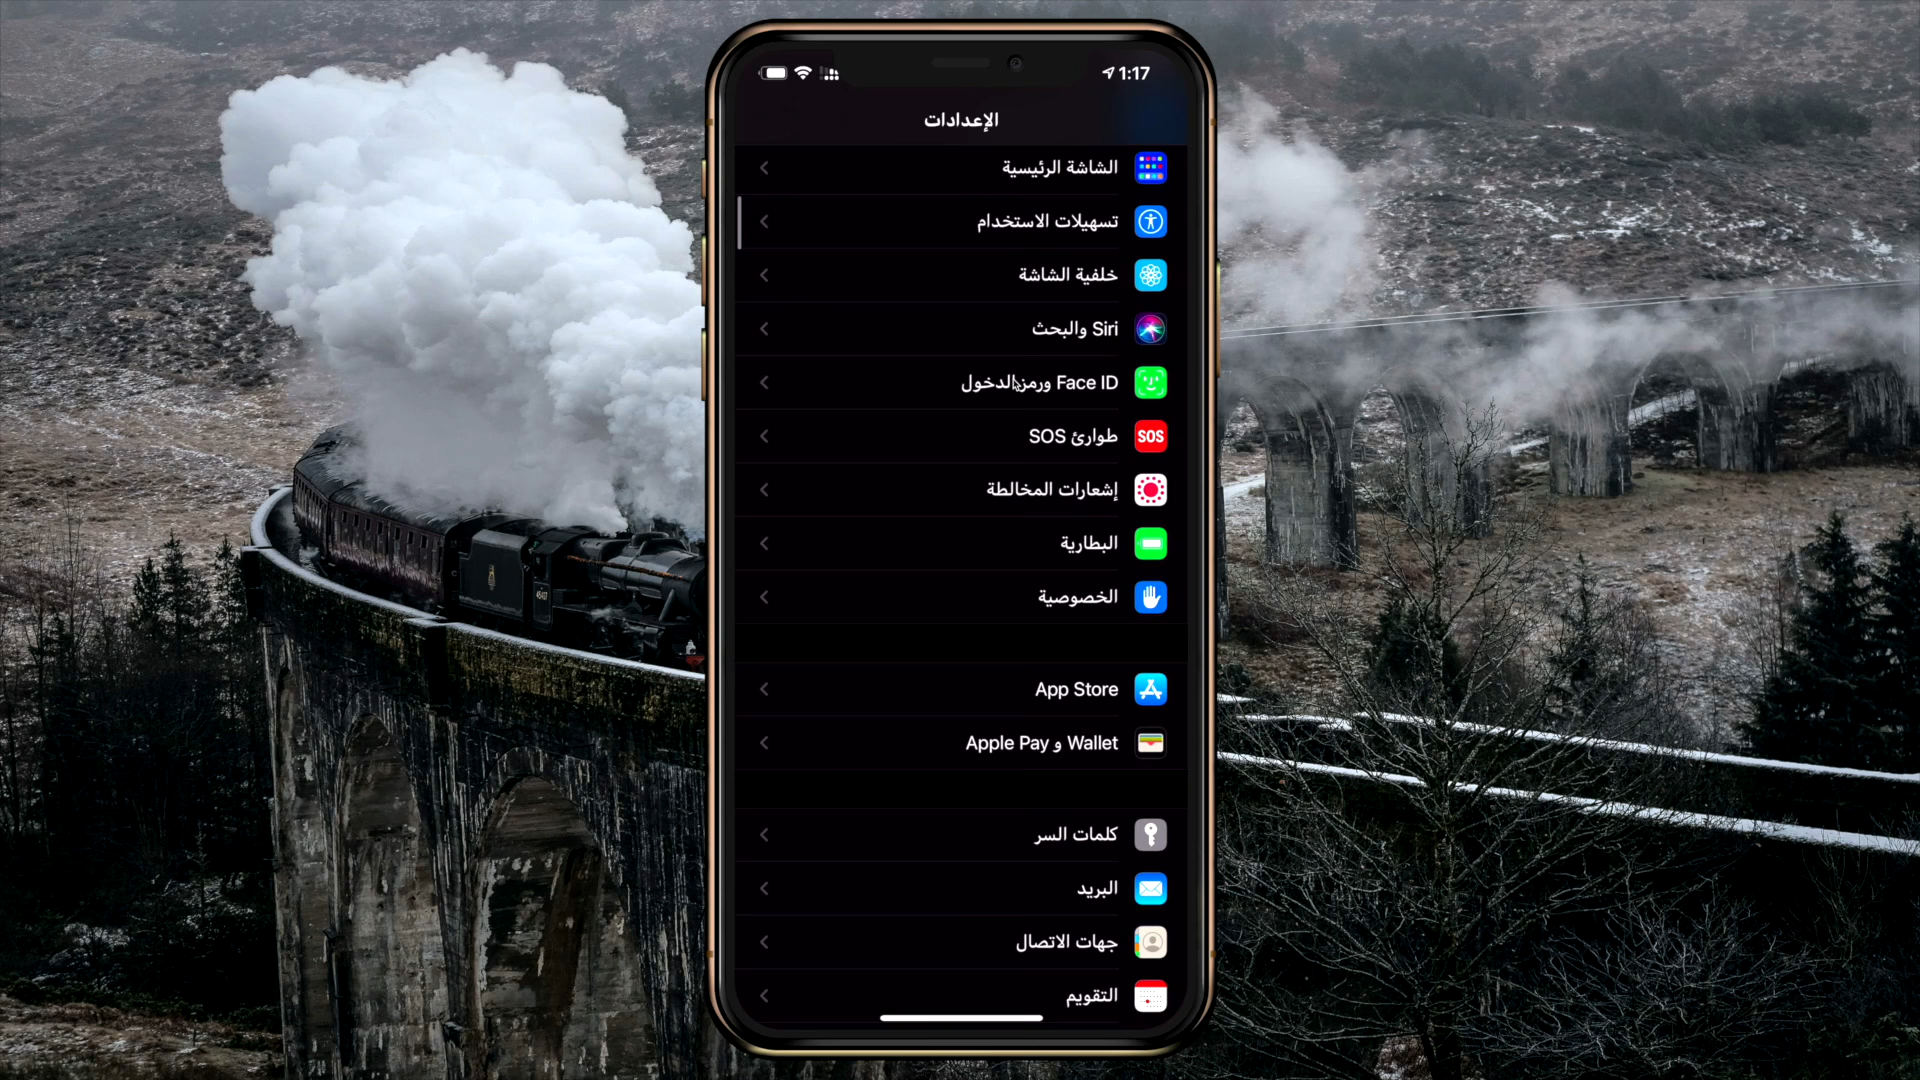 1:17
الإعدادات
الشاشة الرئيسية
تسهيلات الاستخدام
خلفية الشاشة
Siri والبحث
Face ID ورمز الدخول
SOS طوارئ SOS
إشعارات المخالطة
البطارية
الخصوصية
App Store
Wallet و Apple Pay
كلمات السر
البريد
جهات الاتصال
التقويم